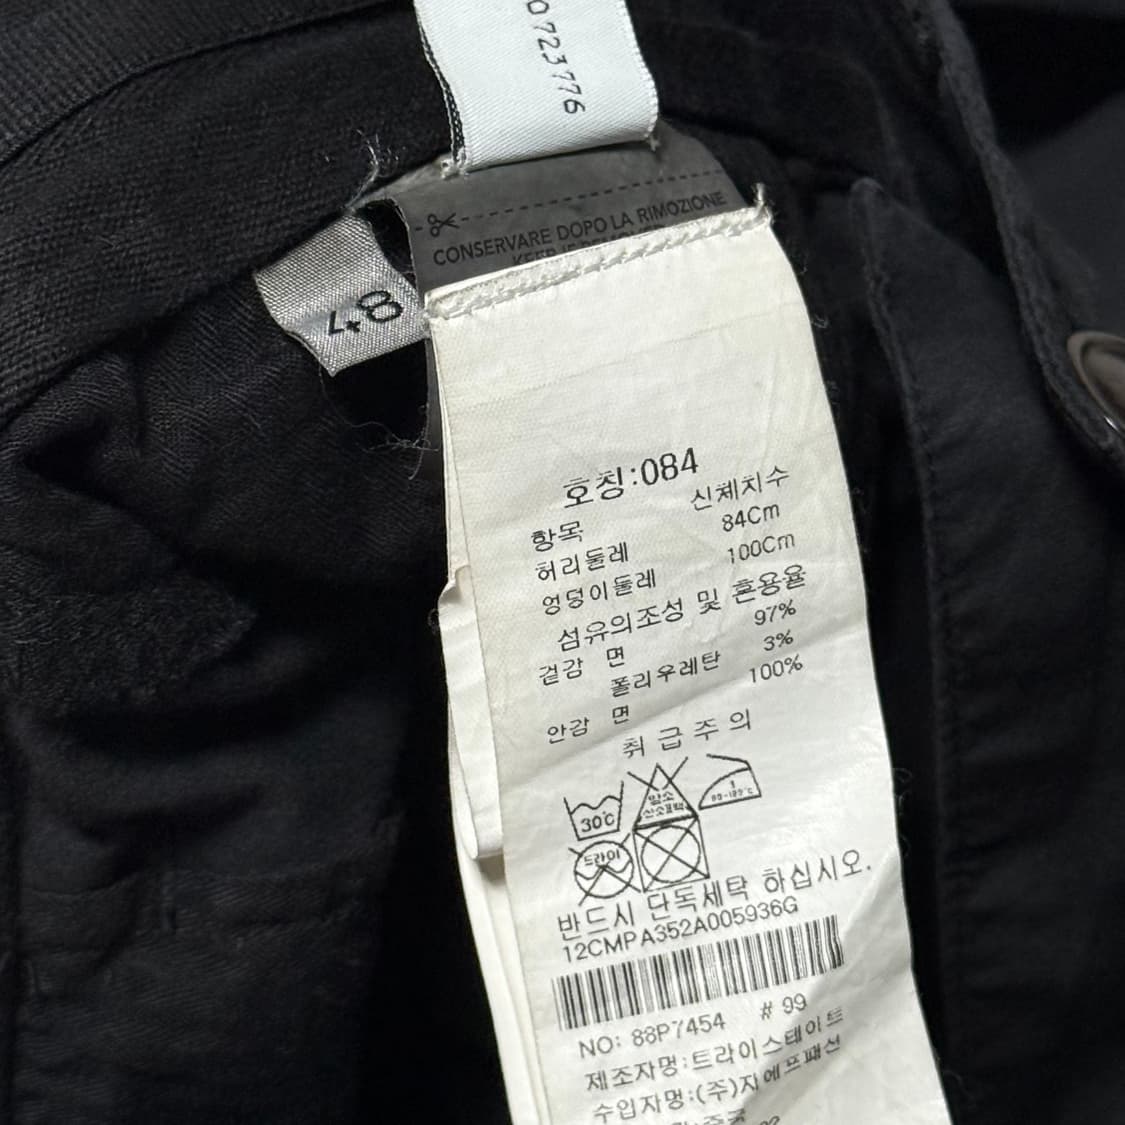 0723776
CONSERVARE DOPO LA RIMOZIONE
48
호칭:084
항목 신체치수
허리둘레 84Cm
엉덩이둘레 100Cm
섬유의조성 및 혼용율
겉감 면 97%
폴리우레탄 3%
안감 면 100%
취 급 주 의
30℃
드라이
반드시 단독세탁 하십시오.
12CMPA352A005936G
NO: 88P7454 # 99
제조자명:트라이스테이트
수입자명:(주)지에프패션